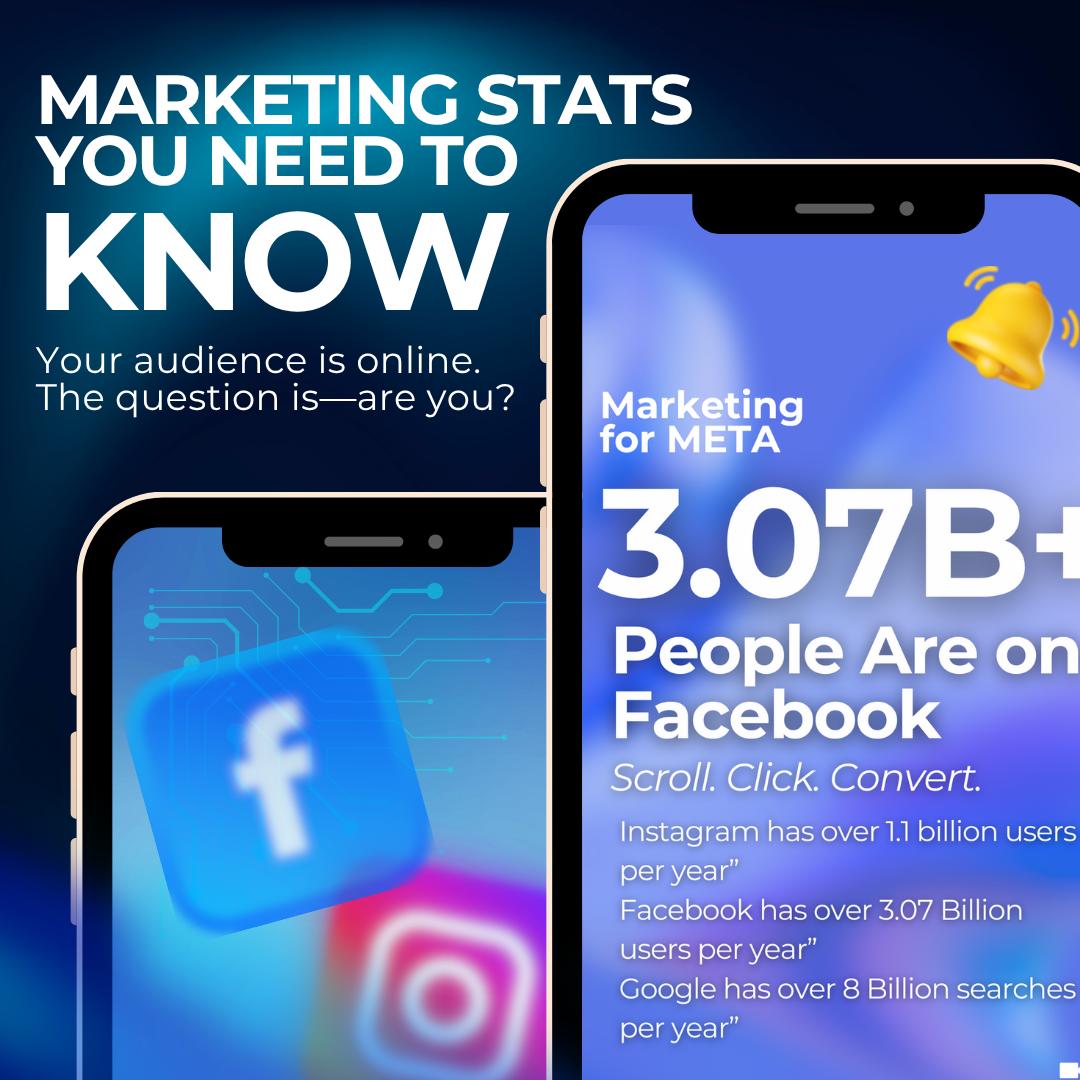 MARKETING STATS
YOU NEED TO
KNOW
Your audience is online.
The question is—are you?
Marketing
for META
3.07B+
People Are on
Facebook
Scroll. Click. Convert.
Instagram has over 1.1 billion users
per year”
Facebook has over 3.07 Billion
users per year”
Google has over 8 Billion searches
per year”
f